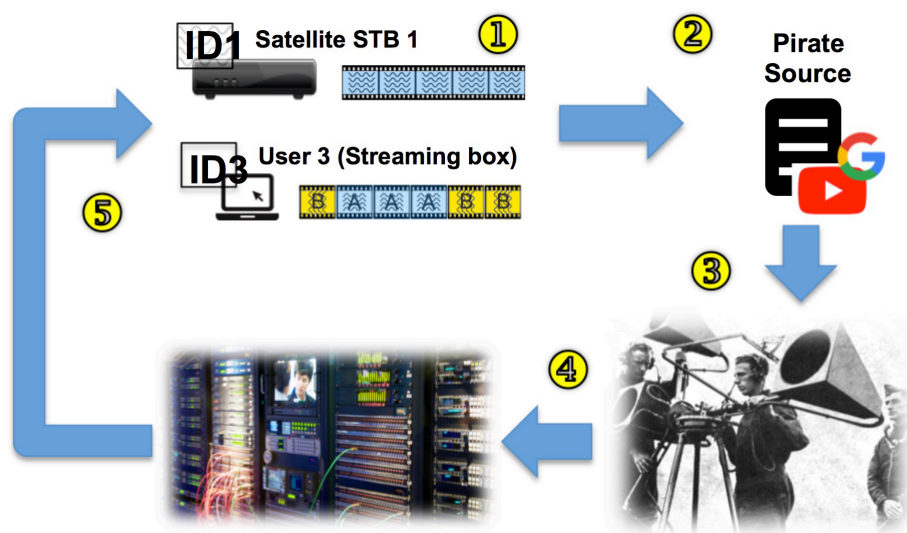 ID1 Satellite STB 1
①
②
Pirate
Source
ID3 User 3 (Streaming box)
B A A A B B
⑤
③
④